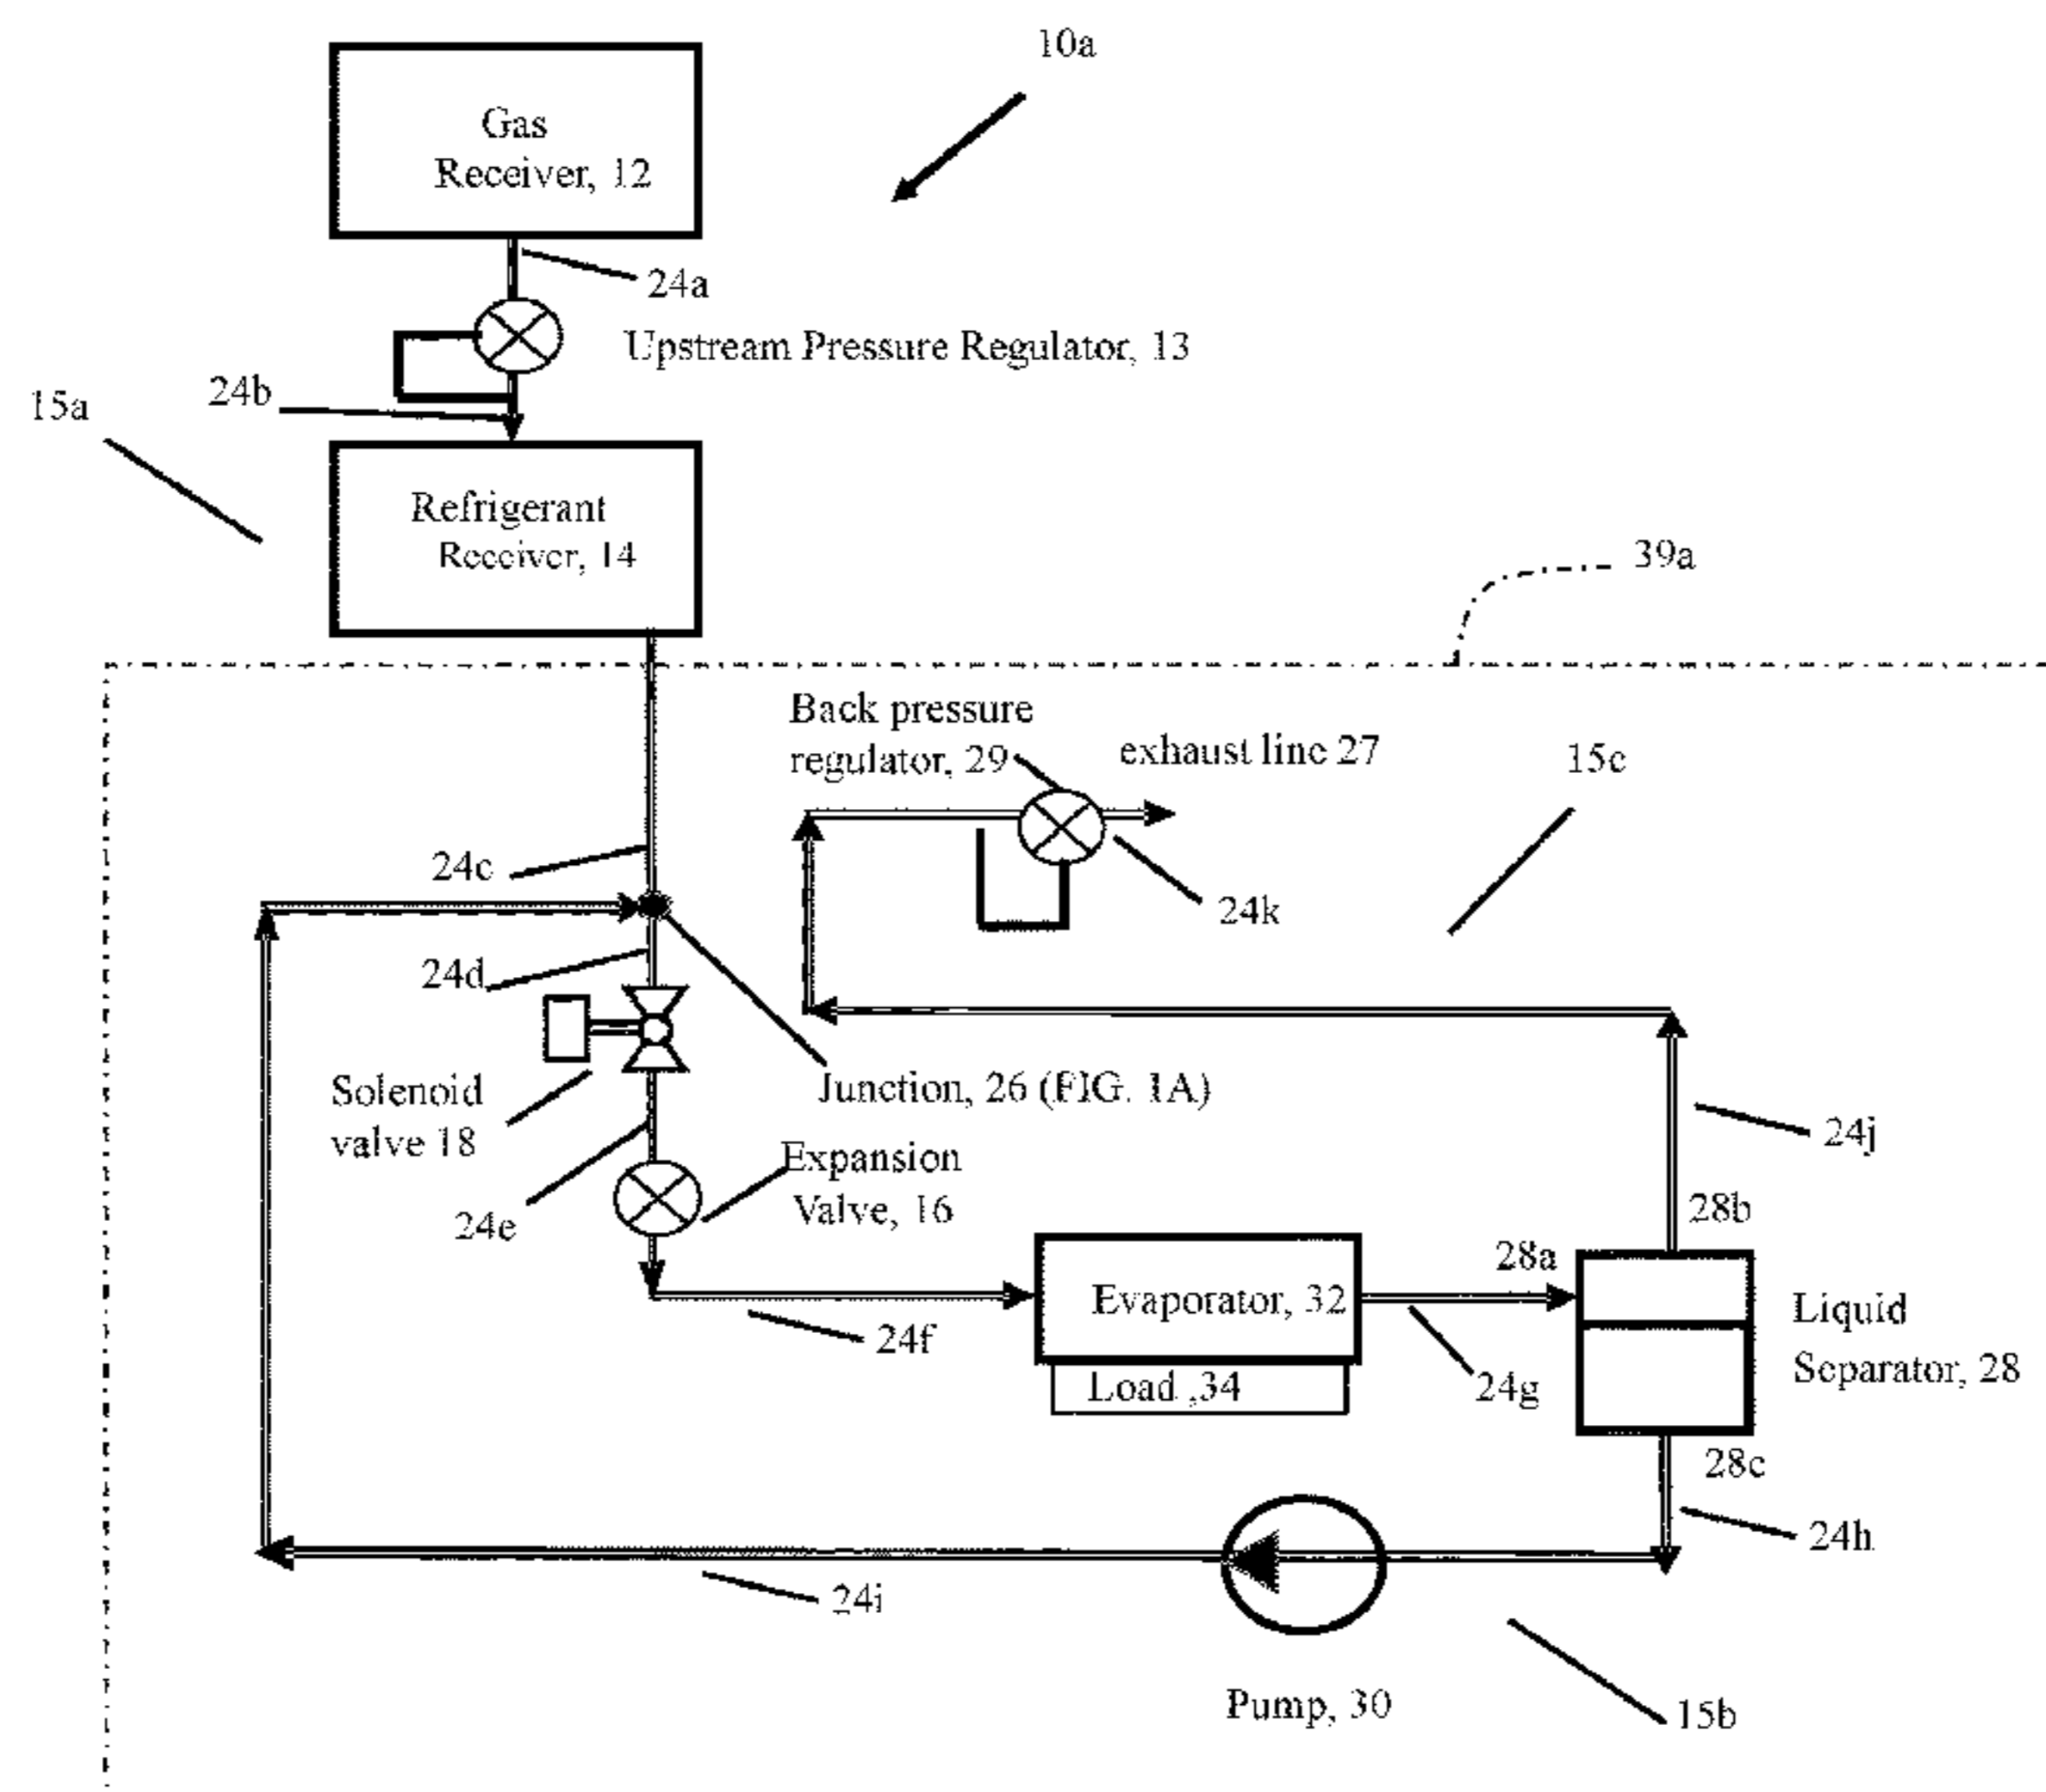 10a
Gas
Receiver, 12
24a
Upstream Pressure Regulator, 13
24b
15a
Refrigerant
Receiver, 14
39a
Back pressure
regulator, 29
exhaust line 27
15c
24c
24k
24d
Junction, 26 (FIG. 1A)
Solenoid
valve 18
24j
Expansion
Valve, 16
24e
28b
28a
Evaporator, 32
Liquid
Separator, 28
24f
Load ,34
24g
28c
24h
24i
Pump, 30
15b